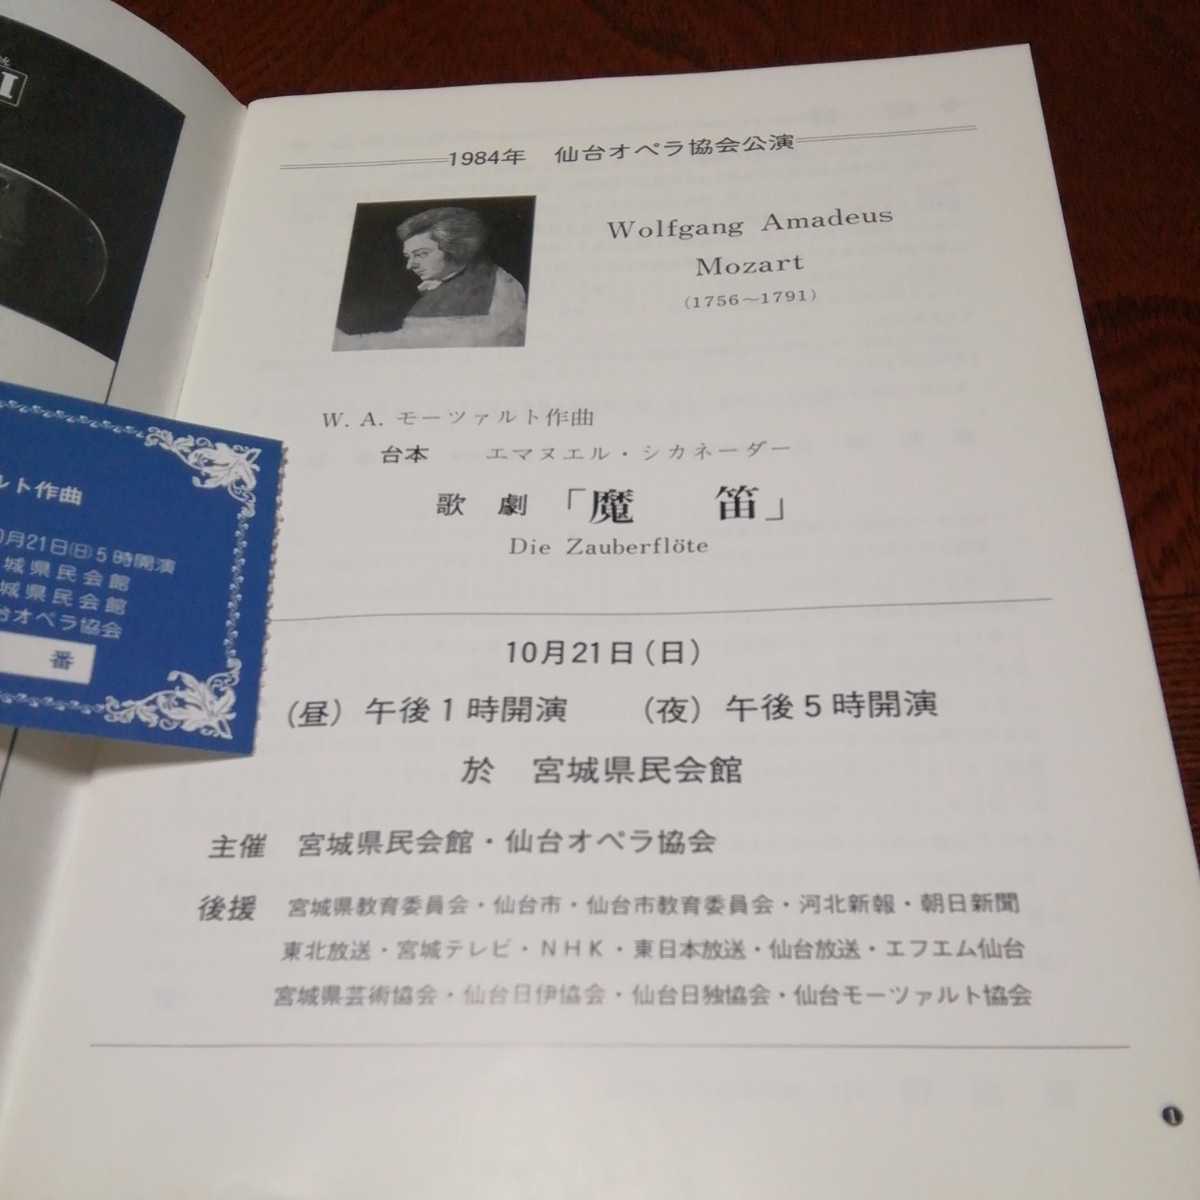 1984年 仙台オペラ協会公演
Wolfgang Amadeus
Mozart
(1756～1791)
W. A. モーツァルト作曲
台本 エマヌエル・シカネーダー
歌劇「魔 笛」
Die Zauberflöte
10月21日(日)
(昼) 午後1時開演 (夜) 午後5時開演
於 宮城県民会館
主催 宮城県民会館・仙台オペラ協会
後援 宮城県教育委員会・仙台市・仙台市教育委員会・河北新報・朝日新聞
東北放送・宮城テレビ・NHK・東日本放送・仙台放送・エフエム仙台
宮城県芸術協会・仙台日伊協会・仙台日独協会・仙台モーツァルト協会
1
ルト作曲
月21日(日)5時開演
城県民会館
城県民会館
台オペラ協会
番